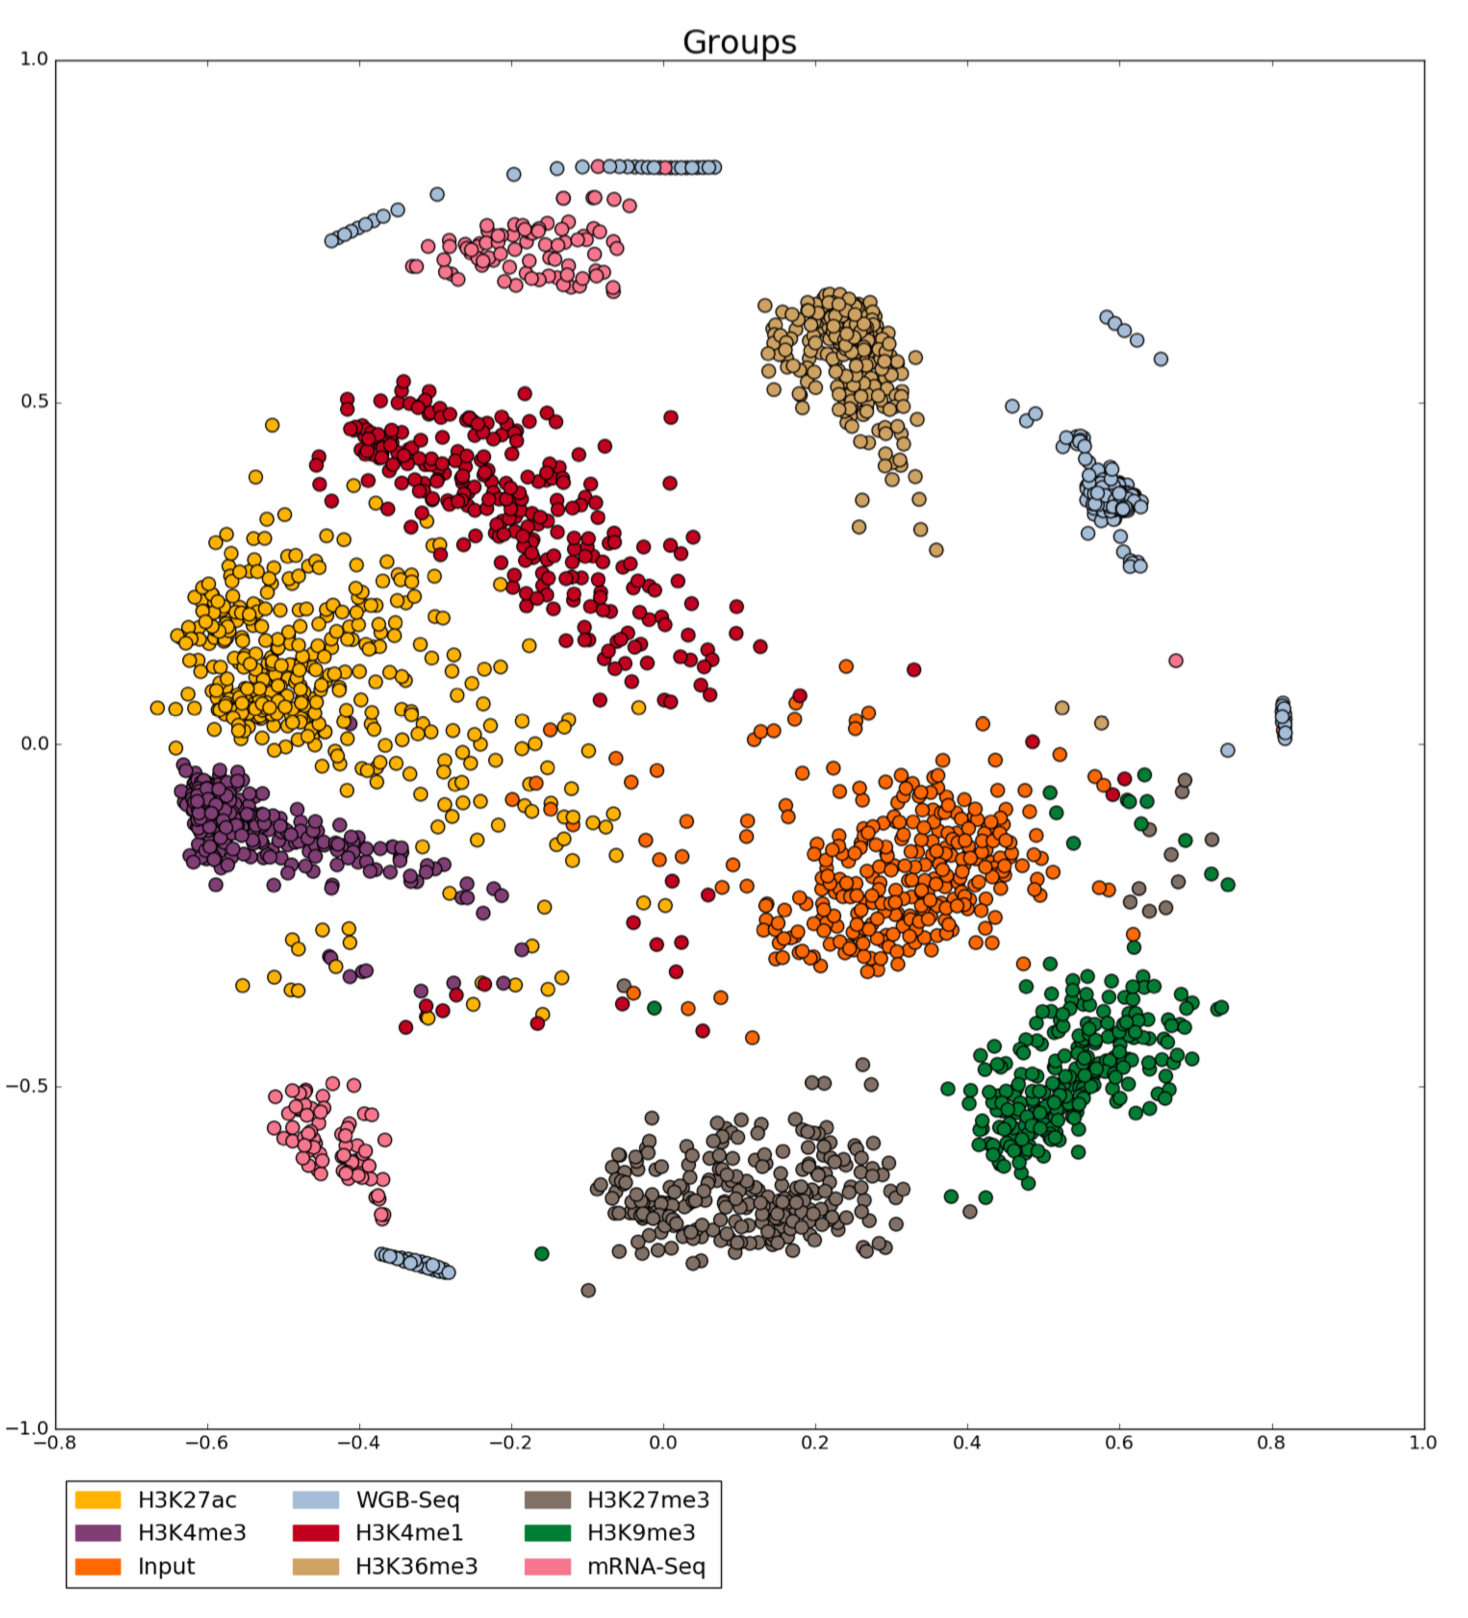 Groups
1.0
0.5
0.0
−0.5
−1.0
−0.8 −0.6 −0.4 −0.2 0.0 0.2 0.4 0.6 0.8 1.0
H3K27ac WGB-Seq H3K27me3
H3K4me3 H3K4me1 H3K9me3
Input H3K36me3 mRNA-Seq